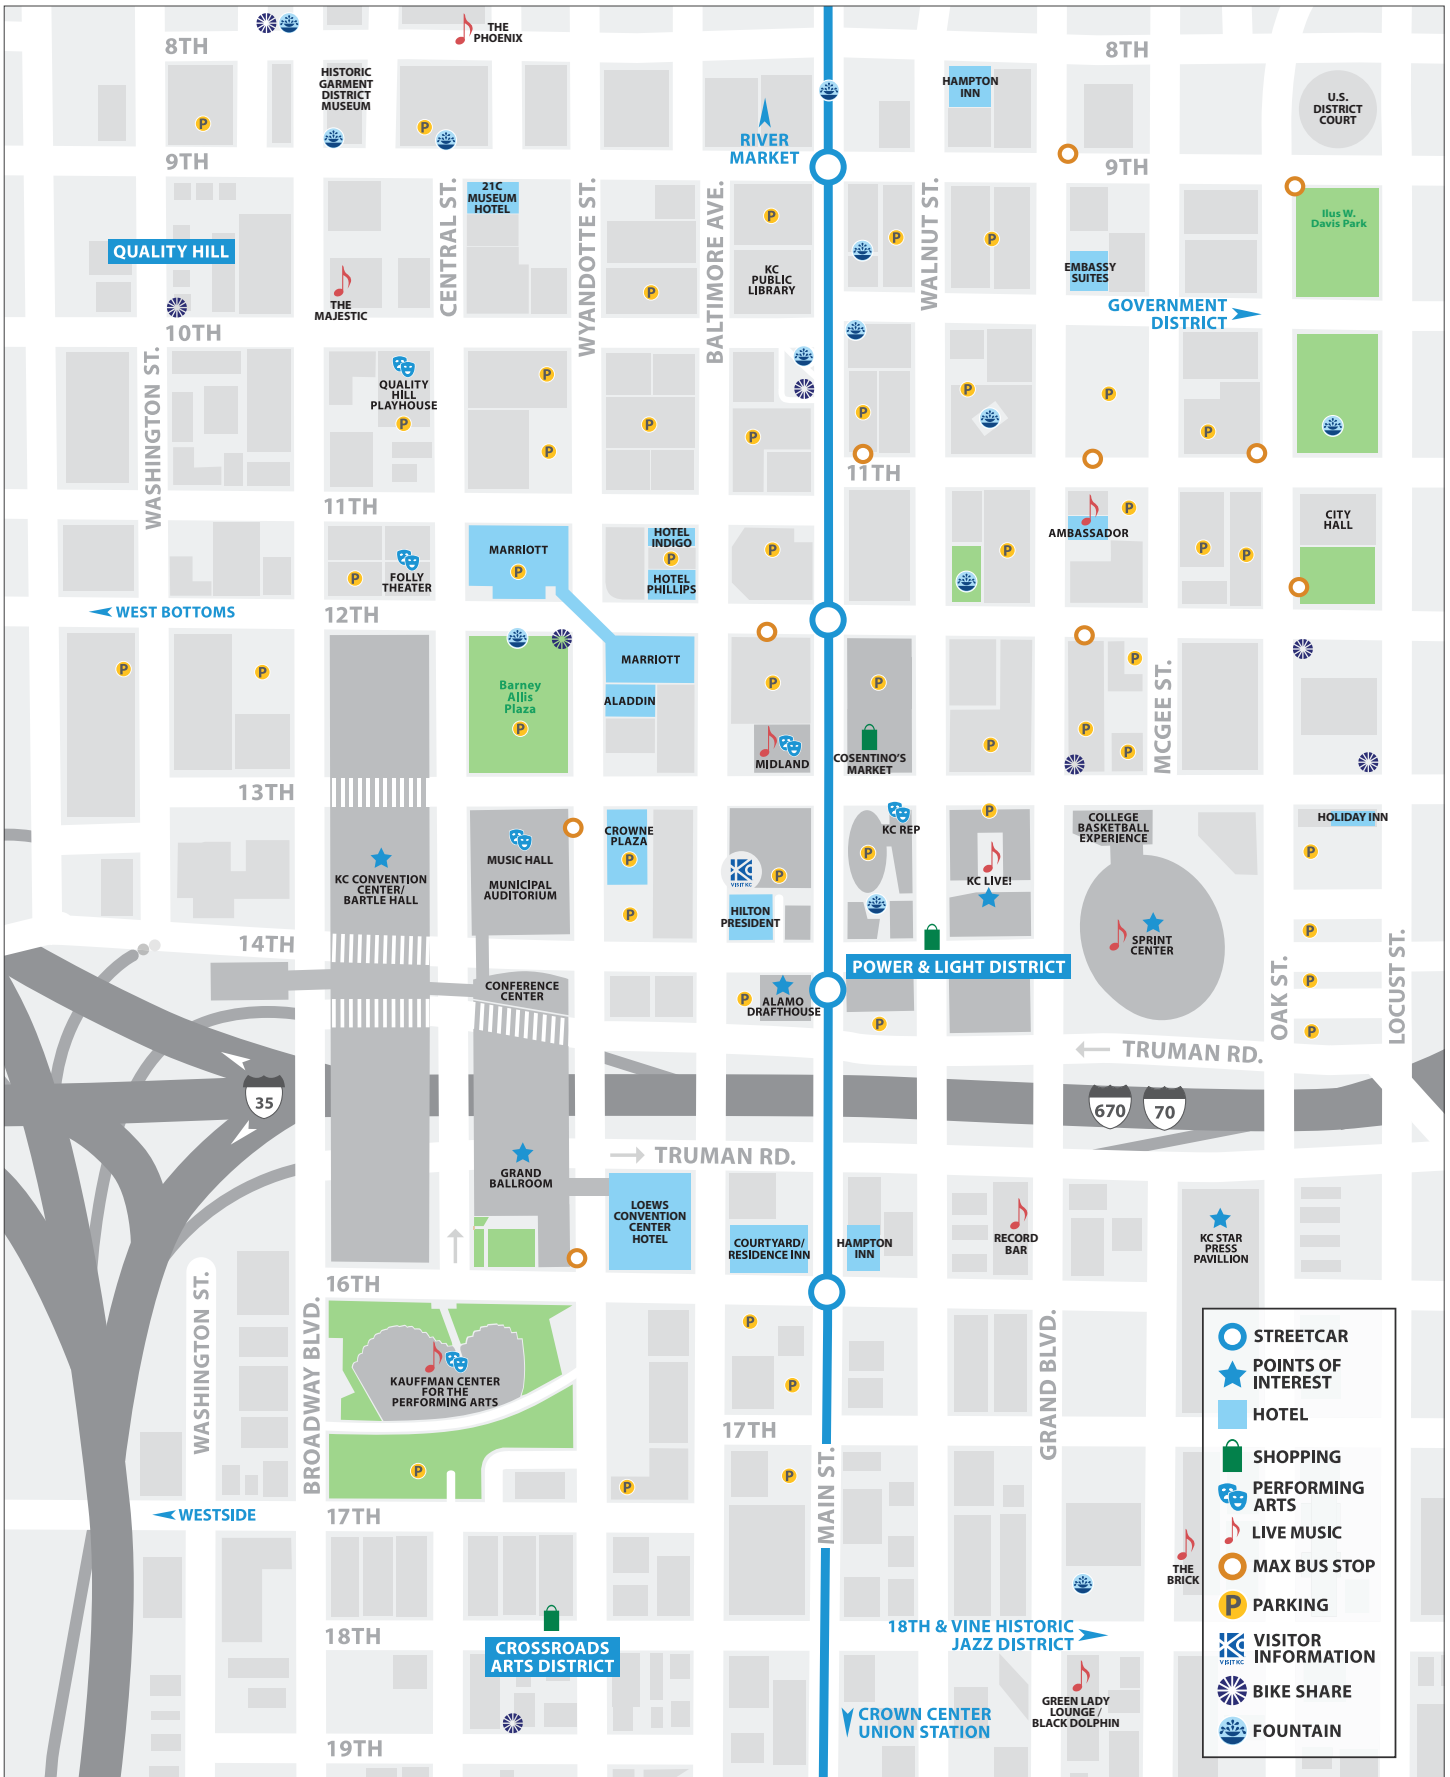 THE
PHOENIX
8TH
8TH
HISTORIC
GARMENT
DISTRICT
MUSEUM
HAMPTON
INN
U.S.
DISTRICT
COURT
P
P
RIVER
MARKET
9TH
9TH
21C
MUSEUM
HOTEL
CENTRAL ST.
WYANDOTTE ST.
BALTIMORE AVE.
WALNUT ST.
P
P
P
Ilus W.
Davis Park
QUALITY HILL
KC
PUBLIC
LIBRARY
EMBASSY
SUITES
P
THE
MAJESTIC
GOVERNMENT
DISTRICT
10TH
WASHINGTON ST.
QUALITY
HILL
PLAYHOUSE
P
P
P
P
P
P
P
P
P
P
11TH
11TH
MARRIOTT
P
HOTEL
INDIGO
P
HOTEL
PHILLIPS
P
P
AMBASSADOR
P
P
P
CITY
HALL
P
FOLLY
THEATER
WEST BOTTOMS
12TH
P
P
MARRIOTT
ALADDIN
Barney
Allis
Plaza
P
P
P
P
P
P
P
MCGEE ST.
MIDLAND
COSENTINO'S
MARKET
13TH
CROWNE
PLAZA
P
P
KC REP
P
P
COLLEGE
BASKETBALL
EXPERIENCE
HOLIDAY INN
P
MUSIC HALL
MUNICIPAL
AUDITORIUM
KC CONVENTION
CENTER/
BARTLE HALL
KC
VISIT KC
P
KC LIVE!
HILTON
PRESIDENT
SPRINT
CENTER
P
14TH
POWER & LIGHT DISTRICT
CONFERENCE
CENTER
P
ALAMO
DRAFTHOUSE
P
P
P
OAK ST.
LOCUST ST.
TRUMAN RD.
35
670
70
TRUMAN RD.
GRAND
BALLROOM
LOEWS
CONVENTION
CENTER
HOTEL
COURTYARD/
RESIDENCE INN
HAMPTON
INN
RECORD
BAR
KC STAR
PRESS
PAVILLION
16TH
WASHINGTON ST.
BROADWAY BLVD.
KAUFFMAN CENTER
FOR THE
PERFORMING ARTS
P
P
P
P
P
17TH
MAIN ST.
GRAND BLVD.
WESTSIDE
17TH
THE
BRICK
18TH
CROSSROADS
ARTS DISTRICT
18TH & VINE HISTORIC
JAZZ DISTRICT
GREEN LADY
LOUNGE /
BLACK DOLPHIN
CROWN CENTER
UNION STATION
19TH
STREETCAR
POINTS OF
INTEREST
HOTEL
SHOPPING
PERFORMING
ARTS
LIVE MUSIC
MAX BUS STOP
P
PARKING
KC
VISIT KC
VISITOR
INFORMATION
BIKE SHARE
FOUNTAIN